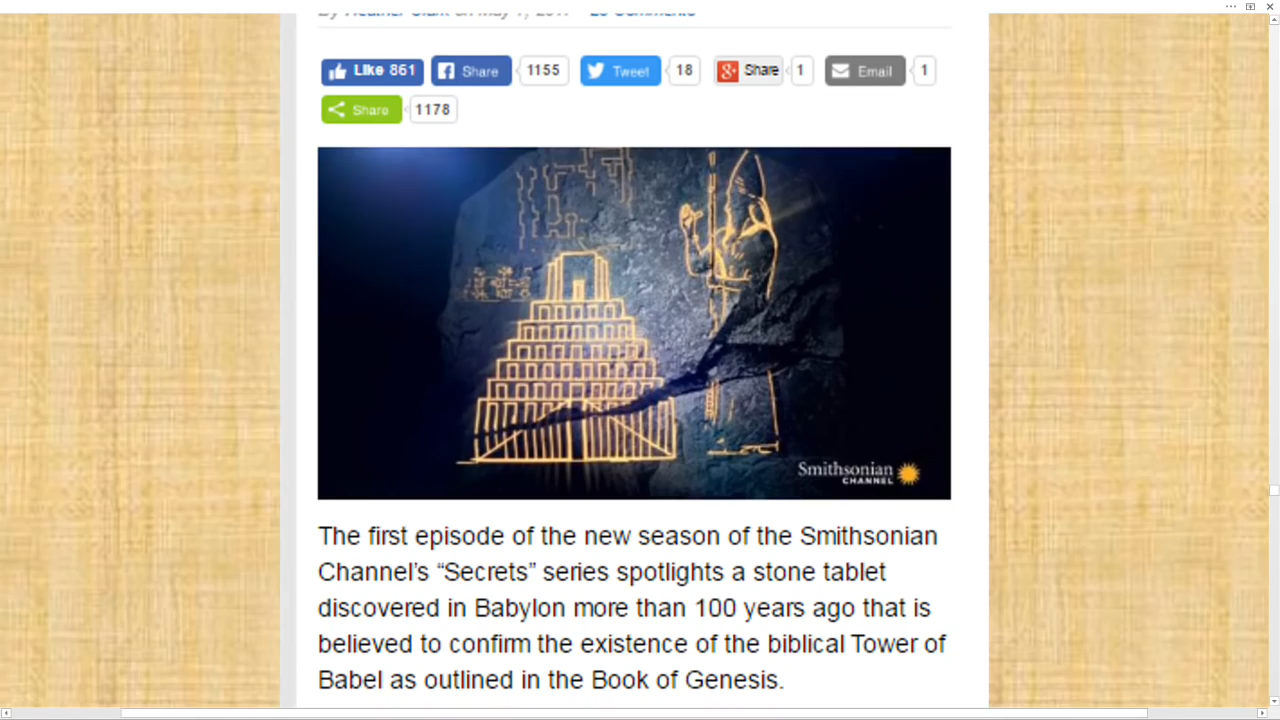 Like 861
Share 1155
Tweet 18
Share 1
Email 1
Share 1178
Smithsonian
CHANNEL
The first episode of the new season of the Smithsonian
Channel's “Secrets” series spotlights a stone tablet
discovered in Babylon more than 100 years ago that is
believed to confirm the existence of the biblical Tower of
Babel as outlined in the Book of Genesis.